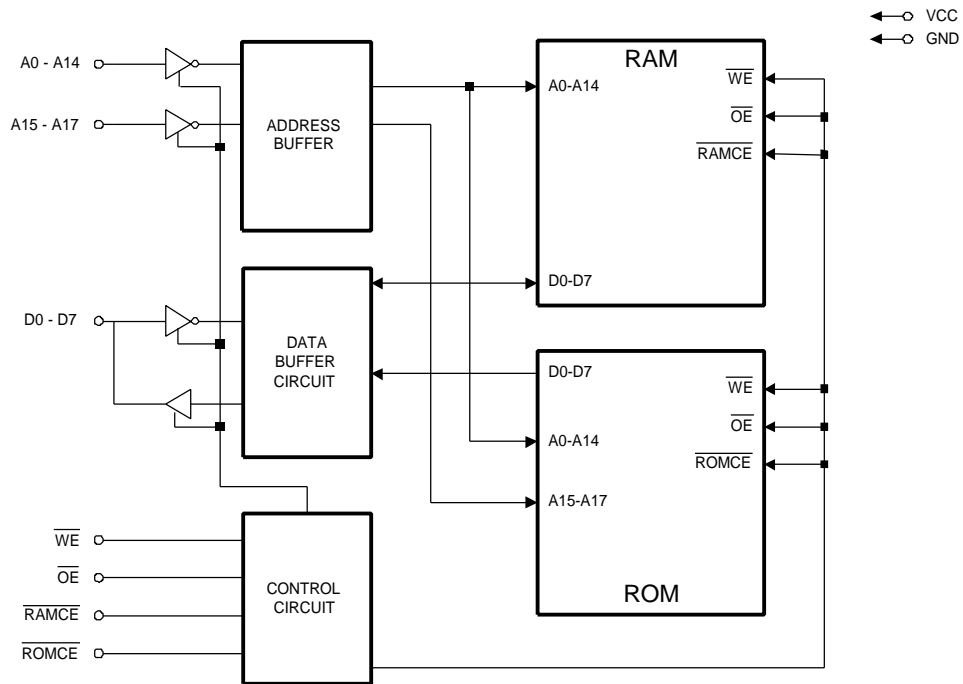 VCC
GND
A0 - A14
A15 - A17
ADDRESS
BUFFER
RAM
A0-A14
WE
OE
RAMCE
D0-D7
D0 - D7
DATA
BUFFER
CIRCUIT
D0-D7
A0-A14
A15-A17
WE
OE
ROMCE
ROM
WE
OE
RAMCE
ROMCE
CONTROL
CIRCUIT